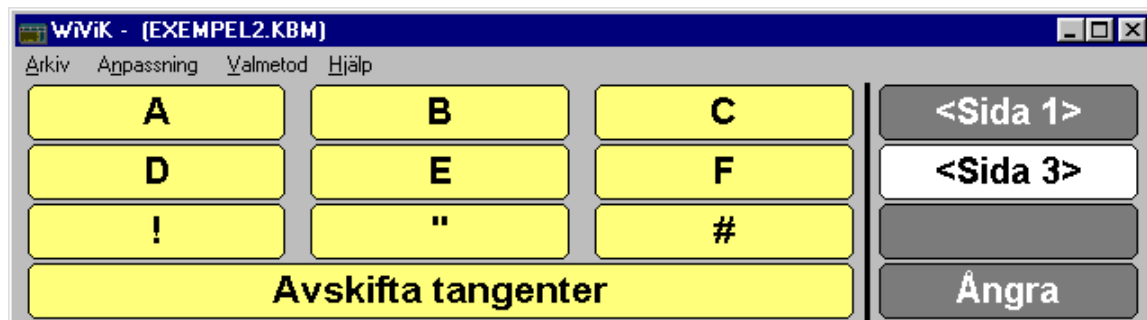 WiViK - (EXEMPEL2.KBM)
Arkiv Anpassning Valmetod Hjälp
A B C <Sida 1>
D E F <Sida 3>
! " #
Avskifta tangenter Ångra